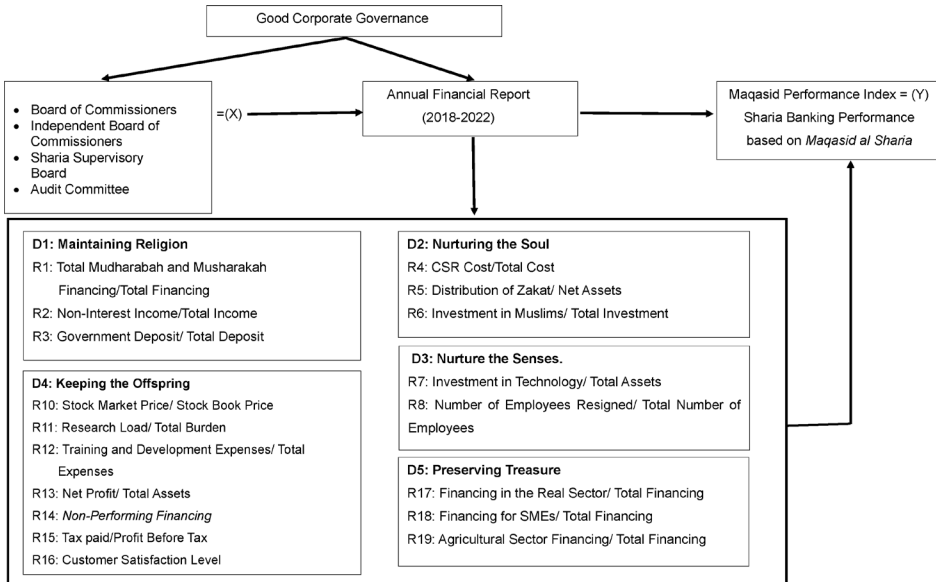 Good Corporate Governance
• Board of Commissioners
• Independent Board of
Commissioners
• Sharia Supervisory
Board
• Audit Committee
=(X)
Annual Financial Report
(2018-2022)
Maqasid Performance Index = (Y)
Sharia Banking Performance
based on Maqasid al Sharia
D1: Maintaining Religion
R1: Total Mudharabah and Musharakah
Financing/Total Financing
R2: Non-Interest Income/Total Income
R3: Government Deposit/ Total Deposit
D2: Nurturing the Soul
R4: CSR Cost/Total Cost
R5: Distribution of Zakat/ Net Assets
R6: Investment in Muslims/ Total Investment
D3: Nurture the Senses.
R7: Investment in Technology/ Total Assets
R8: Number of Employees Resigned/ Total Number of
Employees
D4: Keeping the Offspring
R10: Stock Market Price/ Stock Book Price
R11: Research Load/ Total Burden
R12: Training and Development Expenses/ Total
Expenses
R13: Net Profit/ Total Assets
R14: Non-Performing Financing
R15: Tax paid/Profit Before Tax
R16: Customer Satisfaction Level
D5: Preserving Treasure
R17: Financing in the Real Sector/ Total Financing
R18: Financing for SMEs/ Total Financing
R19: Agricultural Sector Financing/ Total Financing